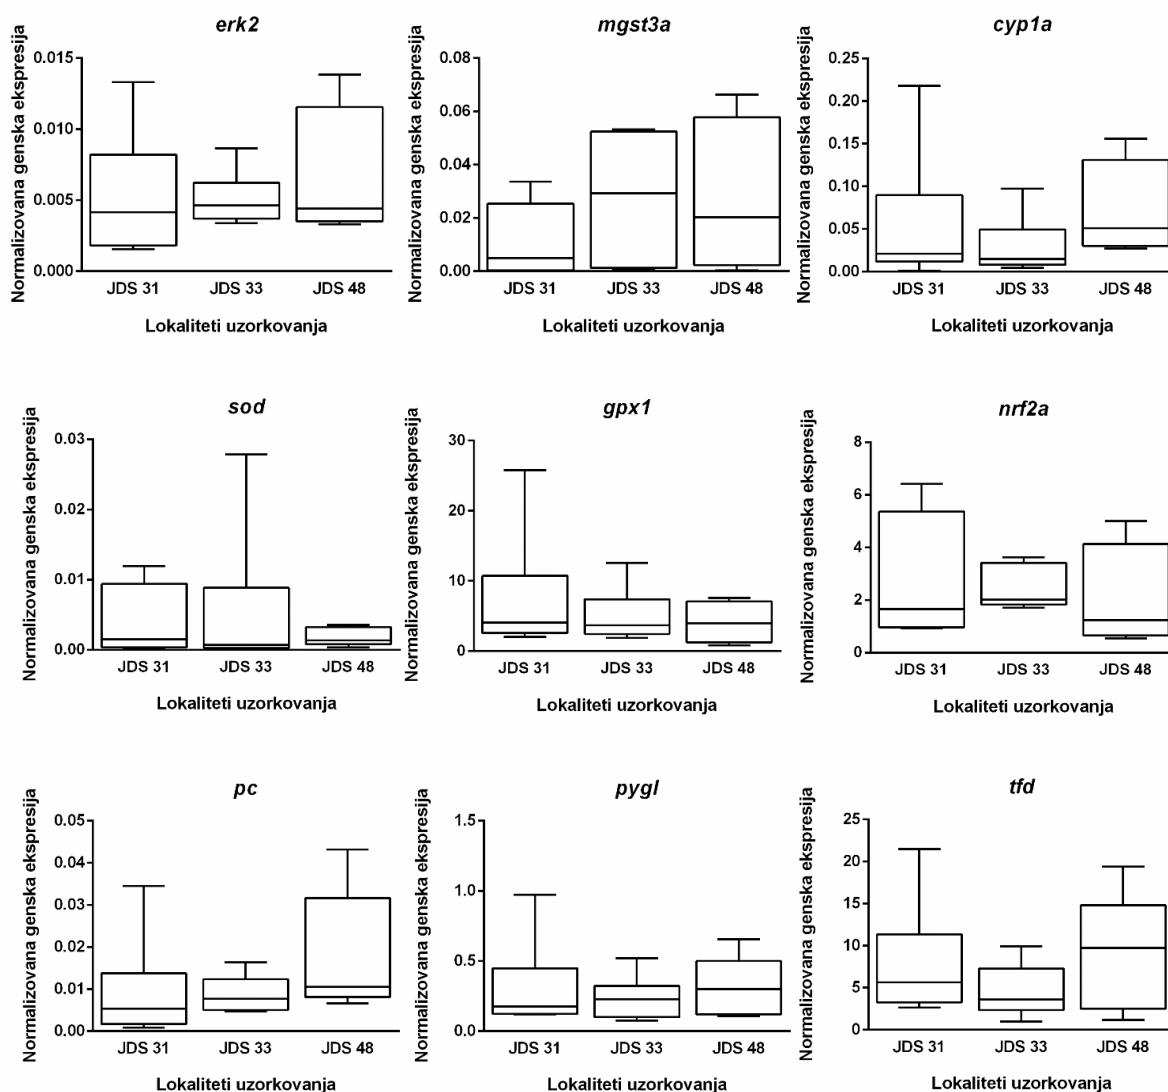 erk2
Normalizovana genska ekspresija
0.015
0.010
0.005
0.000
JDS 31
JDS 33
JDS 48
Lokaliteti uzorkovanja
mgst3a
Normalizovana genska ekspresija
0.08
0.06
0.04
0.02
0.00
JDS 31
JDS 33
JDS 48
Lokaliteti uzorkovanja
cyp1a
Normalizovana genska ekspresija
0.25
0.20
0.15
0.10
0.05
0.00
JDS 31
JDS 33
JDS 48
Lokaliteti uzorkovanja
sod
Normalizovana genska ekspresija
0.03
0.02
0.01
0.00
JDS 31
JDS 33
JDS 48
Lokaliteti uzorkovanja
gpx1
Normalizovana genska ekspresija
30
20
10
0
JDS 31
JDS 33
JDS 48
Lokaliteti uzorkovanja
nrf2a
Normalizovana genska ekspresija
8
6
4
2
0
JDS 31
JDS 33
JDS 48
Lokaliteti uzorkovanja
pc
Normalizovana genska ekspresija
0.05
0.04
0.03
0.02
0.01
0.00
JDS 31
JDS 33
JDS 48
Lokaliteti uzorkovanja
pygl
Normalizovana genska ekspresija
1.5
1.0
0.5
0.0
JDS 31
JDS 33
JDS 48
Lokaliteti uzorkovanja
tfd
Normalizovana genska ekspresija
25
20
15
10
5
0
JDS 31
JDS 33
JDS 48
Lokaliteti uzorkovanja